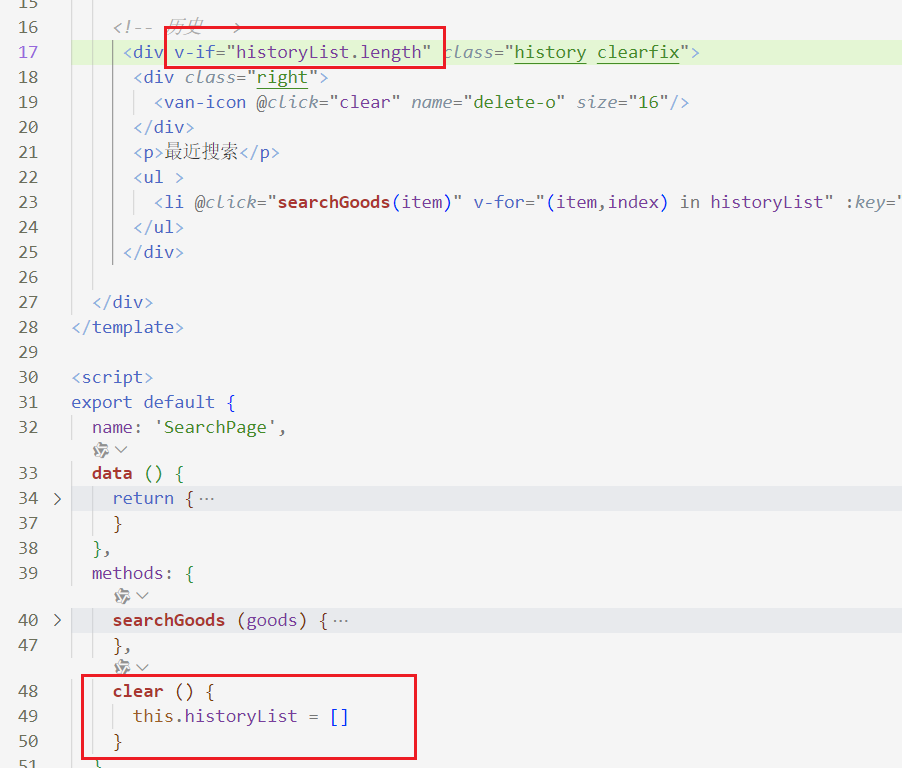 15
16 <!-- 历史 -->
17 <div v-if="historyList.length" class="history clearfix">
18 <div class="right">
19 <van-icon @click="clear" name="delete-o" size="16"/>
20 </div>
21 <p>最近搜索</p>
22 <ul >
23 <li @click="searchGoods(item)" v-for="(item,index) in historyList" :key="
24 </ul>
25 </div>
26
27 </div>
28 </template>
29
30 <script>
31 export default {
32 name: 'SearchPage',
33 data () {
34 return { ···
37 }
38 },
39 methods: {
40 searchGoods (goods) { ···
47 },
48 clear () {
49 this.historyList = []
50 }
51 }